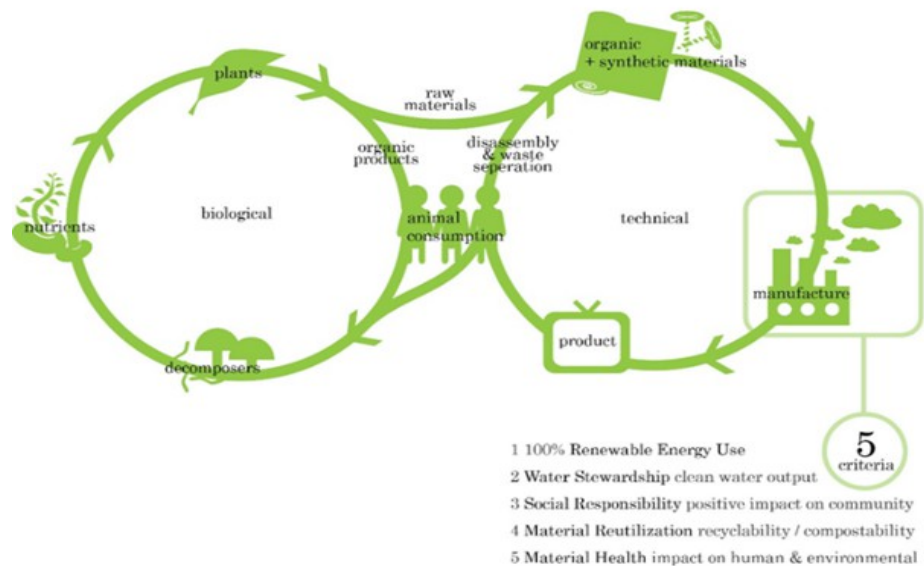 plants
organic
+ synthetic materials
raw
materials
organic
products
disassembly
& waste
seperation
nutrients
biological
animal
consumption
technical
manufacture
product
decomposers
5
criteria
1 100% Renewable Energy Use
2 Water Stewardship clean water output
3 Social Responsibility positive impact on community
4 Material Reutilization recyclability / compostability
5 Material Health impact on human & environmental